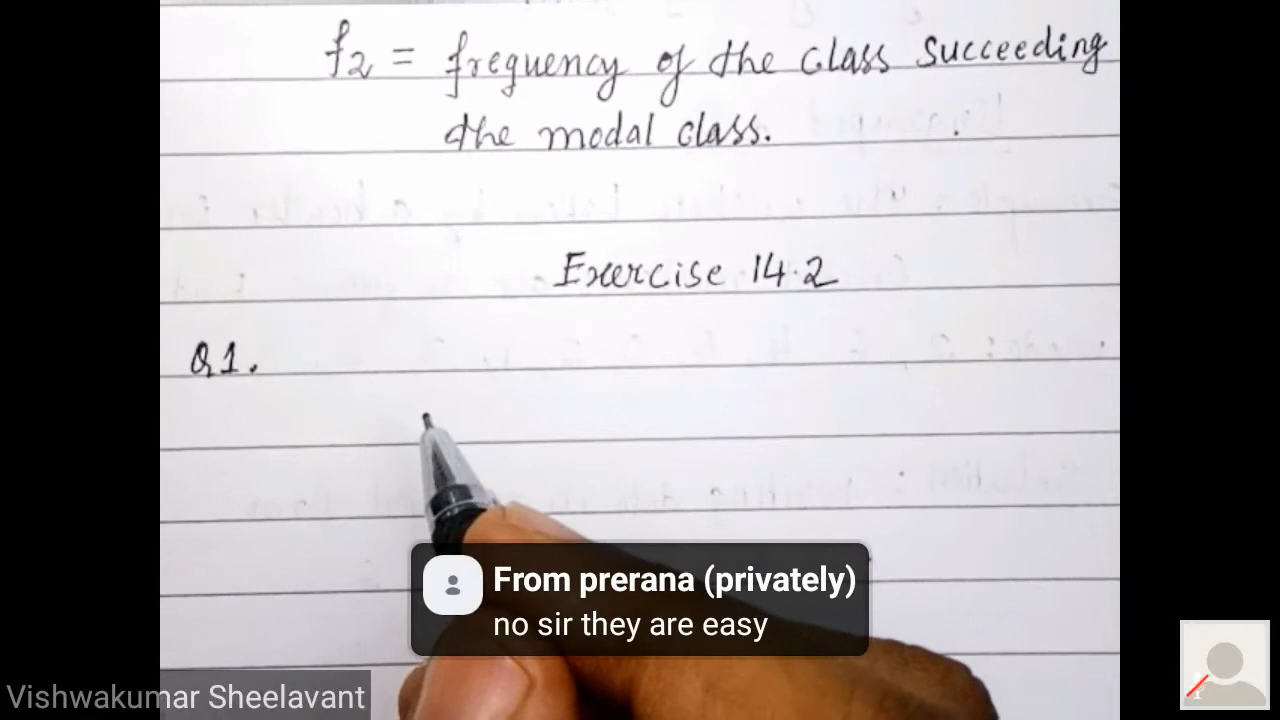 f2 = frequency of the class succeeding
the modal class.
Exercise 14.2
Q1.
From prerana (privately)
no sir they are easy
Vishwakumar Sheelavant